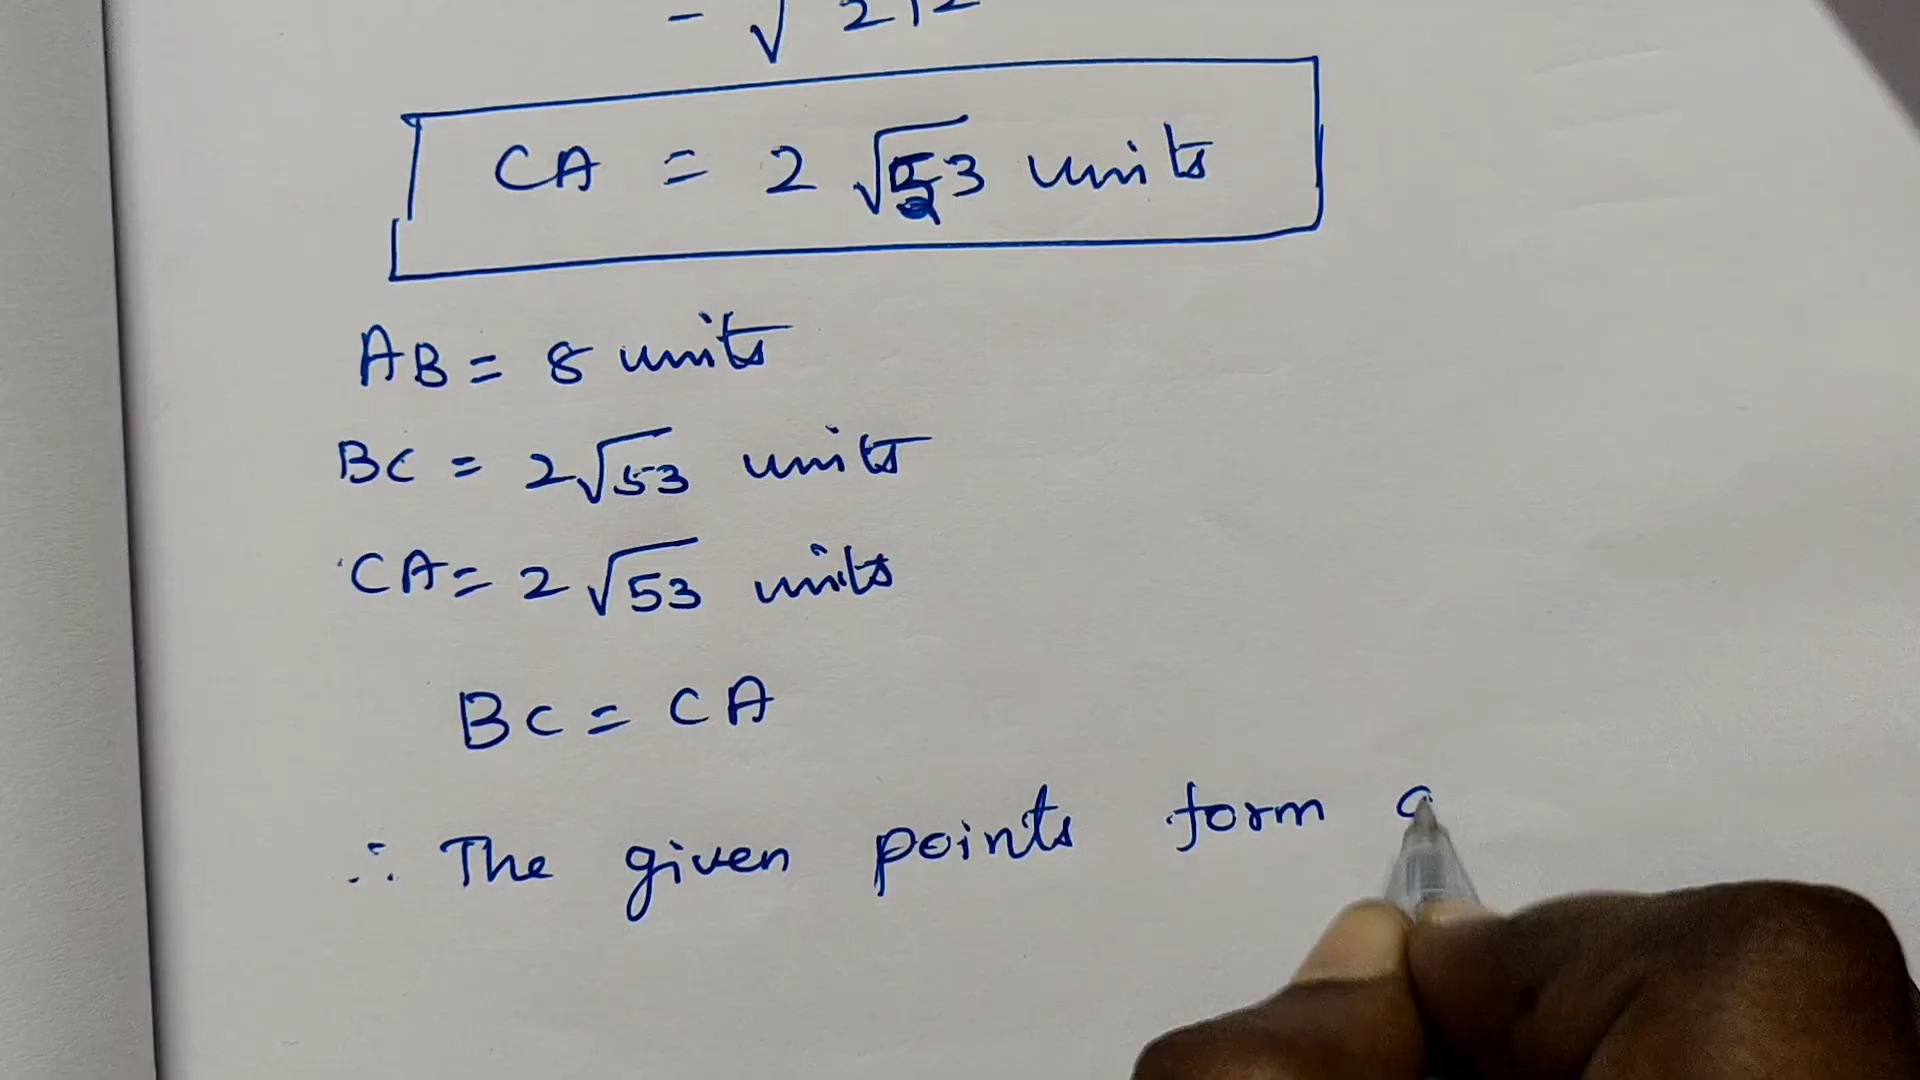 - √212
CA = 2 √53 units
AB = 8 units
BC = 2√53 units
CA = 2 √53 units
BC = CA
∴ The given points form a